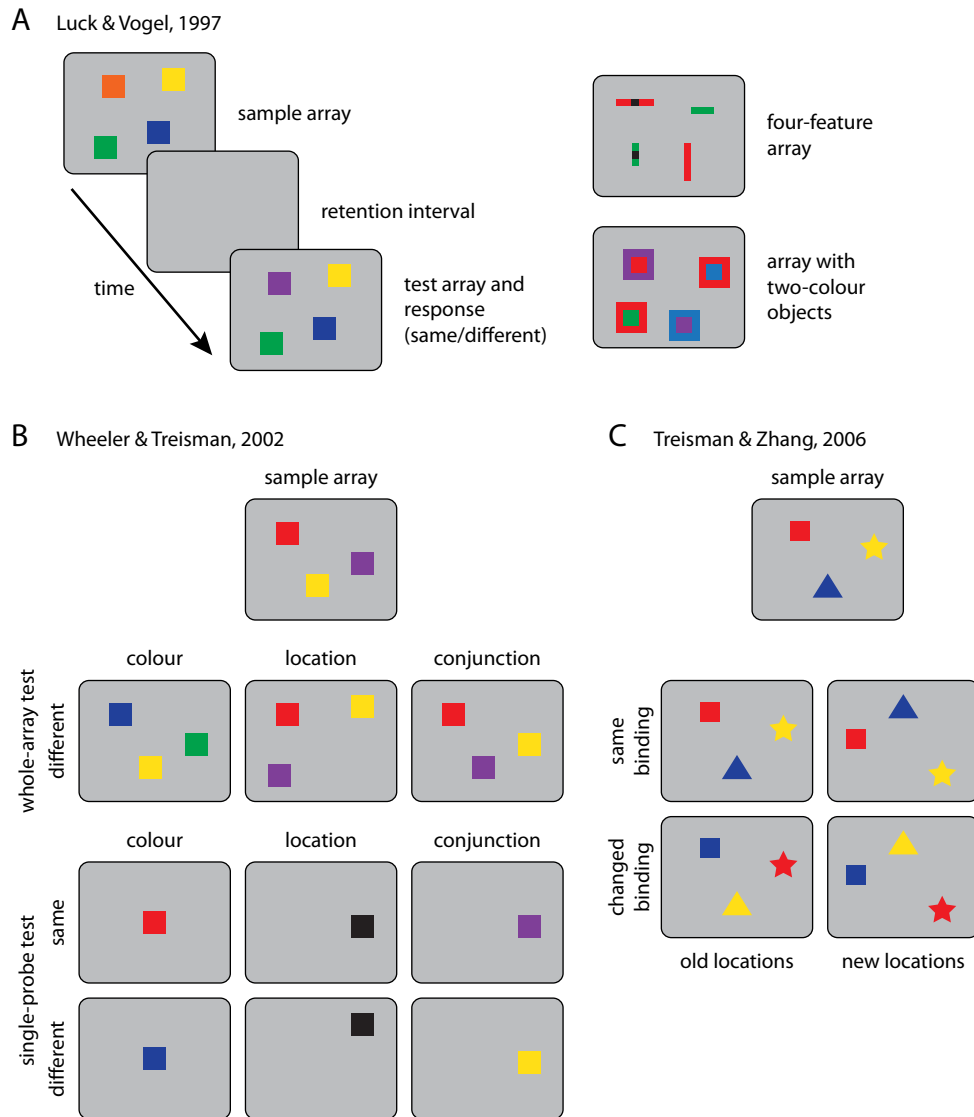 A Luck & Vogel, 1997
sample array
retention interval
time
test array and
response
(same/different)
four-feature
array
array with
two-colour
objects
B Wheeler & Treisman, 2002
sample array
whole-array test
different
colour
location
conjunction
single-probe test
same
different
colour
location
conjunction
C Treisman & Zhang, 2006
sample array
same
binding
changed
binding
old locations
new locations